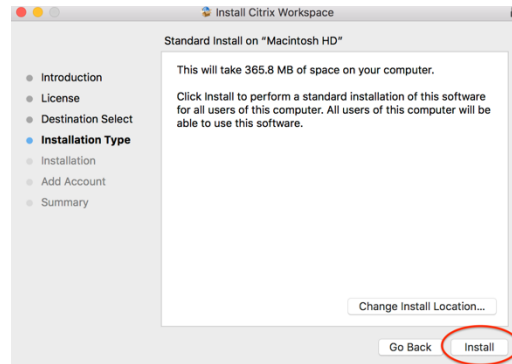 Install Citrix Workspace
Standard Install on “Macintosh HD”
Introduction
License
Destination Select
Installation Type
Installation
Add Account
Summary
This will take 365.8 MB of space on your computer.
Click Install to perform a standard installation of this software
for all users of this computer. All users of this computer will be
able to use this software.
Change Install Location...
Go Back
Install